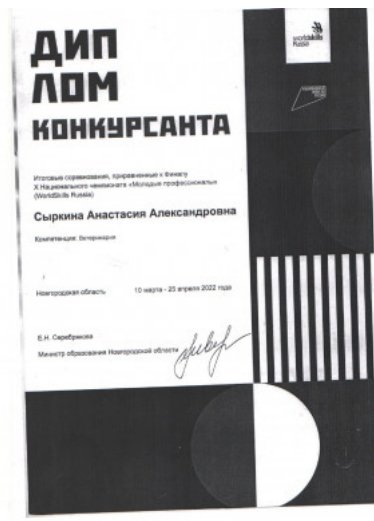 ДИП
ЛОМ
КОНКУРСАНТА
worldskills
Russia
Итоговые соревнования, приравненные к Финалу
X Национального чемпионата «Молодые профессионалы»
(WorldSkills Russia)
Сыркина Анастасия Александровна
Компетенция: Ветеринария
Новгородская область 10 марта - 23 апреля 2022 года
Е.Н. Серебрякова
Министр образования Новгородской области